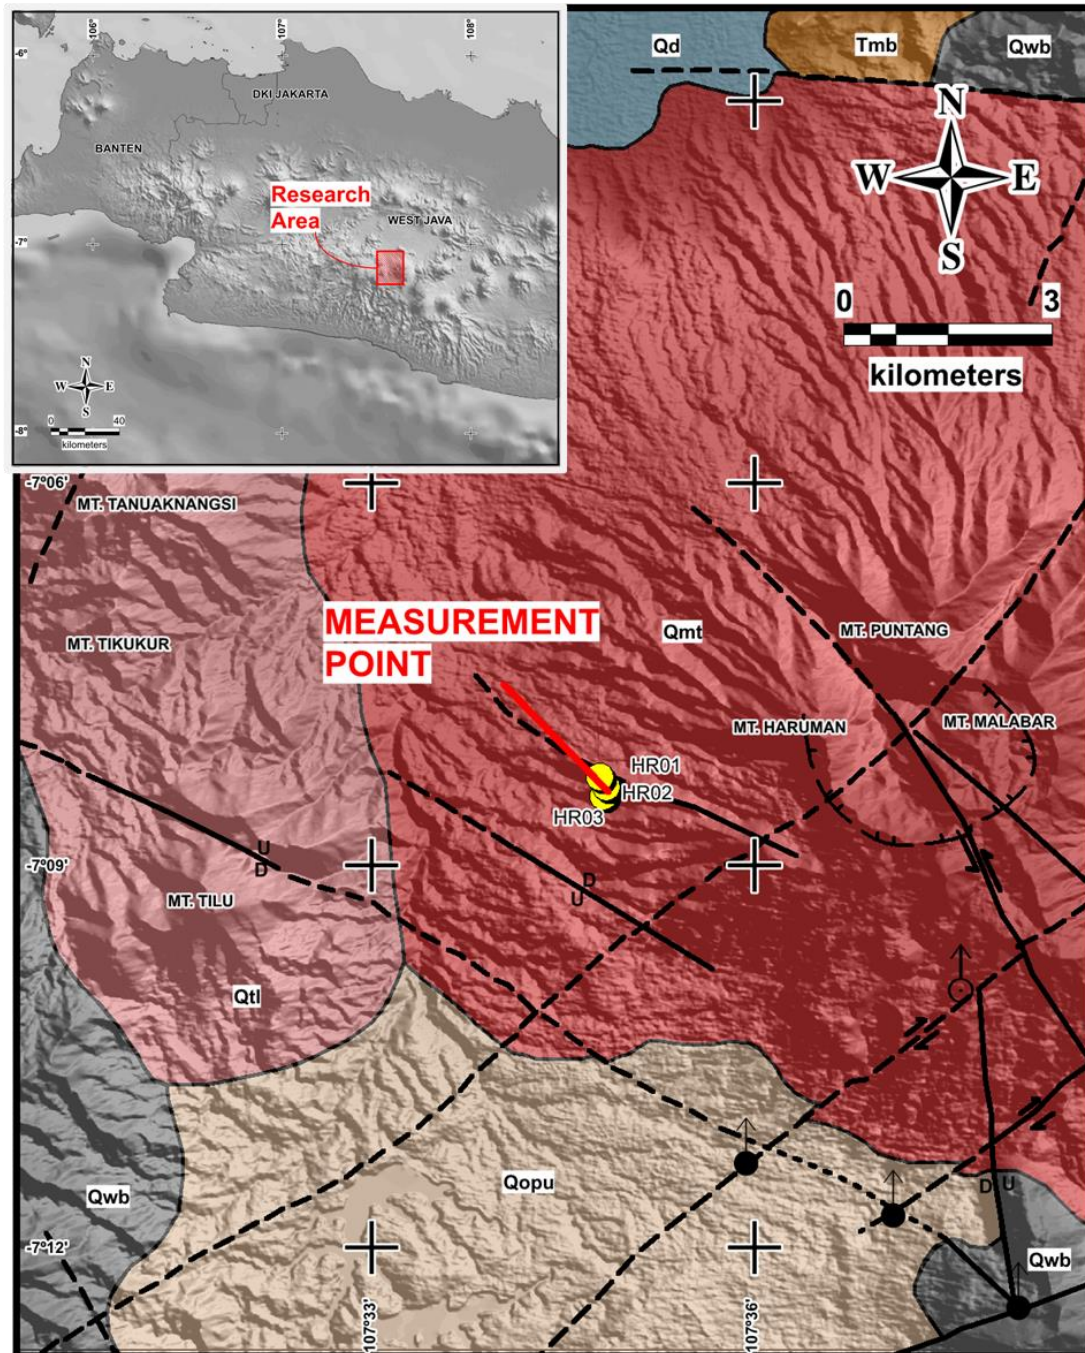 106°
107°
108°
-6°
-7°
-8°
DKI JAKARTA
BANTEN
Research
Area
WEST JAVA
N
W E
S
0 40
kilometers
Qd
Tmb
Qwb
N
W E
S
0 3
kilometers
-7°06'
MT. TANUAKNANGSI
MEASUREMENT
POINT
Qmt
MT. PUNTANG
MT. TIKUKUR
MT. HARUMAN
MT. MALABAR
HR01
HR02
HR03
U
D
-7°09'
D
U
MT. TILU
Qtl
Qwb
Qopu
D U
-7°12'
Qwb
107°33'
107°36'